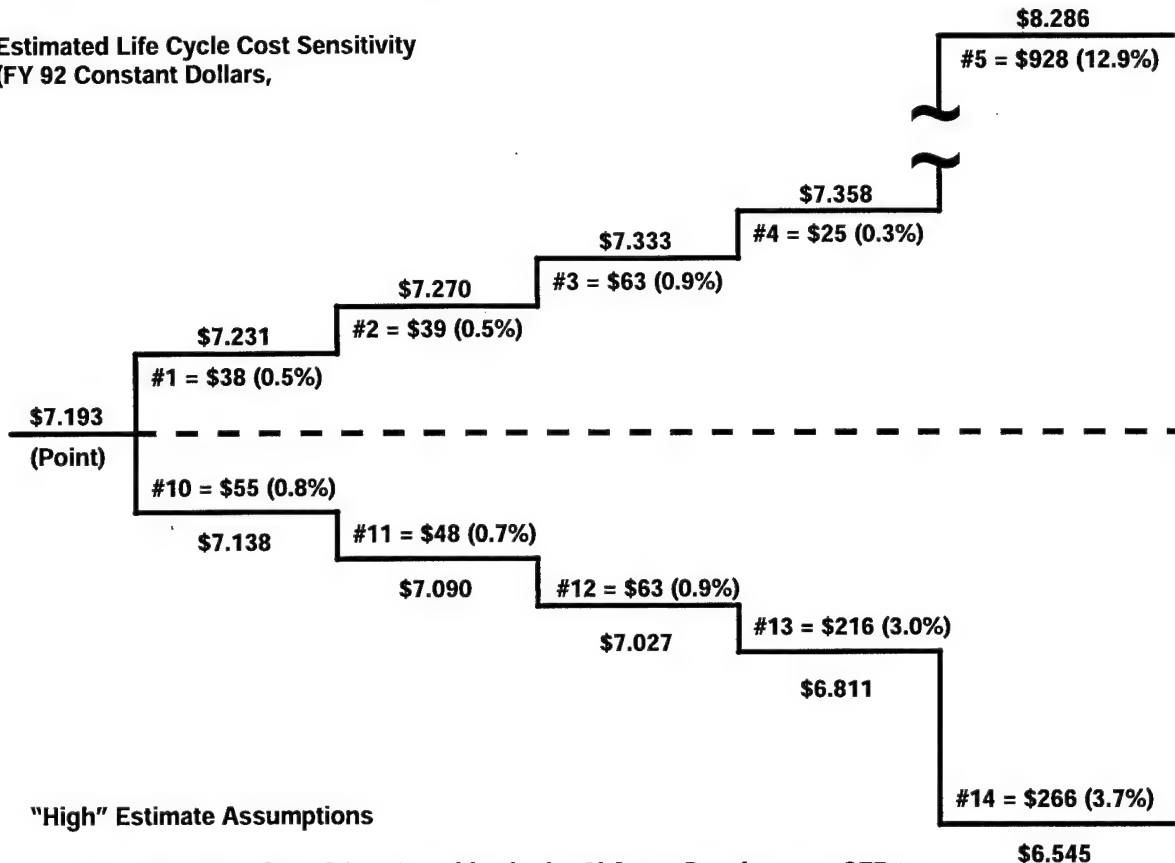 Estimated Life Cycle Cost Sensitivity
(FY 92 Constant Dollars,
$8.286
#5 = $928 (12.9%)
$7.358
#4 = $25 (0.3%)
$7.333
#3 = $63 (0.9%)
$7.270
#2 = $39 (0.5%)
$7.231
#1 = $38 (0.5%)
$7.193
(Point)
#10 = $55 (0.8%)
$7.138
#11 = $48 (0.7%)
$7.090
#12 = $63 (0.9%)
$7.027
#13 = $216 (3.0%)
$6.811
#14 = $266 (3.7%)
$6.545
"High" Estimate Assumptions